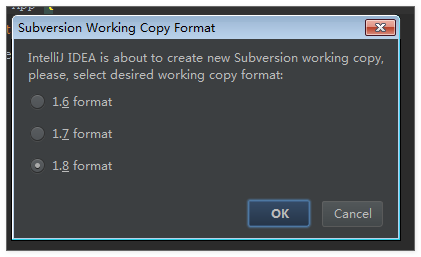 App {
Subversion Working Copy Format
IntelliJ IDEA is about to create new Subversion working copy,
please, select desired working copy format:
1.6 format
1.7 format
1.8 format
OK
Cancel